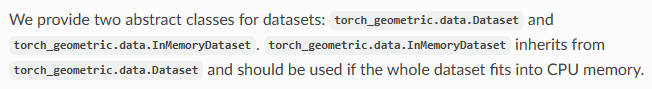 We provide two abstract classes for datasets: torch_geometric.data.Dataset and
torch_geometric.data.InMemoryDataset . torch_geometric.data.InMemoryDataset inherits from
torch_geometric.data.Dataset and should be used if the whole dataset fits into CPU memory.